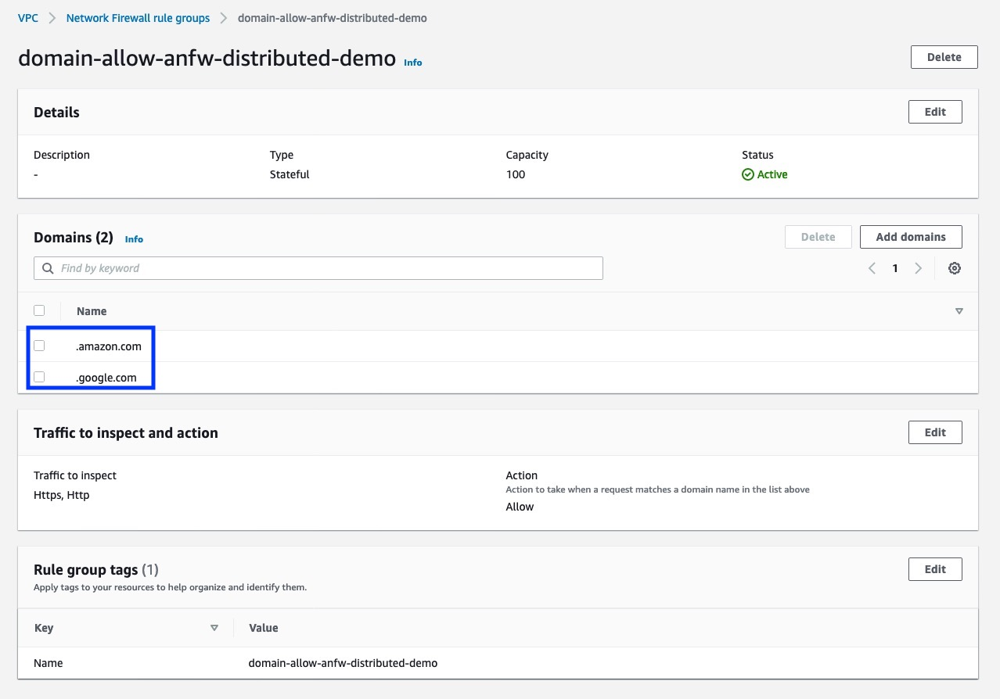 VPC > Network Firewall rule groups > domain-allow-anfw-distributed-demo
domain-allow-anfw-distributed-demo Info Delete
Details Edit
Description Type Capacity Status
- Stateful 100 Active
Domains (2) Info Delete Add domains
Find by keyword 1
Name
.amazon.com
.google.com
Traffic to inspect and action Edit
Traffic to inspect Action
Action to take when a request matches a domain name in the list above
Https, Http
Allow
Rule group tags (1) Edit
Apply tags to your resources to help organize and identify them.
Key Value
Name domain-allow-anfw-distributed-demo